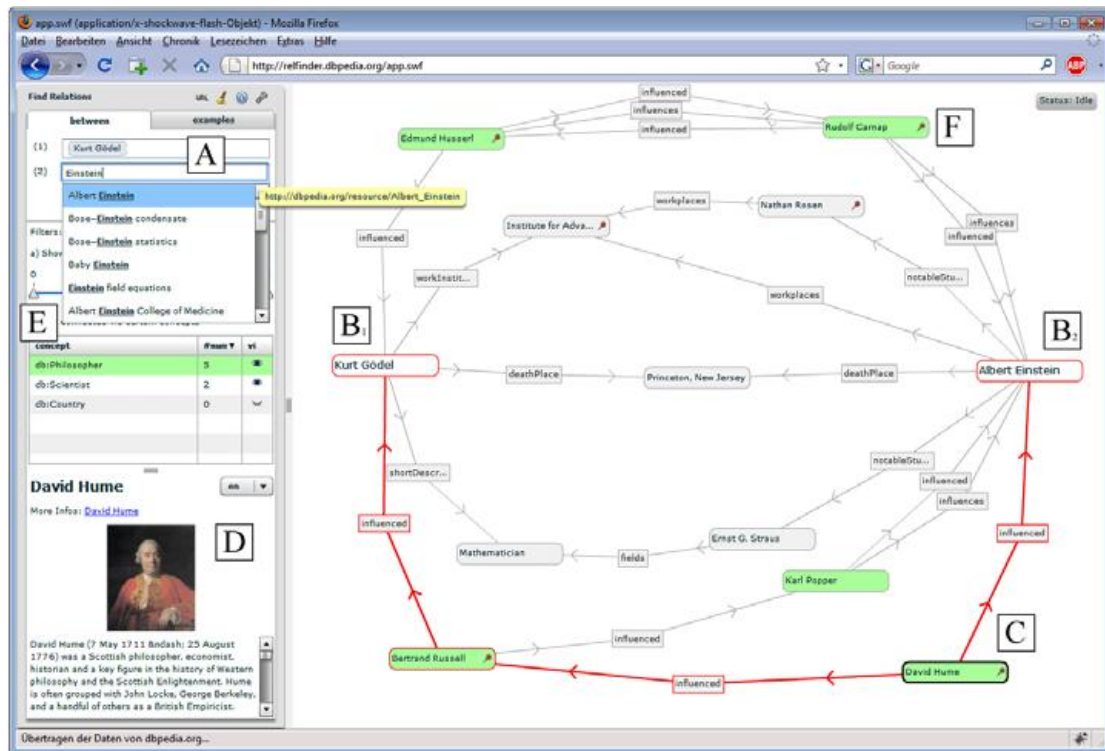 app.swf (application/x-shockwave-flash-Objekt) - Mozilla Firefox
Datei Bearbeiten Ansicht Chronik Lesezeichen Extras Hilfe
http://relfinder.dbpedia.org/app.swf
Google
ABP
Find Relations
URL
between
examples
(1)
Kurt Gödel
A
(2)
Einstein
Albert Einstein
http://dbpedia.org/resource/Albert_Einstein
Bose–Einstein condensate
Bose–Einstein statistics
Baby Einstein
Einstein field equations
Albert Einstein College of Medicine
Filters:
a) Show
0
E
concept
#num
vi
db:Philosopher
5
db:Scientist
2
db:Country
0
David Hume
en
More Infos: David Hume
D
David Hume (7 May 1711 &ndash; 25 August
1776) was a Scottish philosopher, economist,
historian and a key figure in the history of Western
philosophy and the Scottish Enlightenment. Hume
is often grouped with John Locke, George Berkeley,
and a handful of others as a British Empiricist.
Status: Idle
influenced
influences
influenced
Edmund Husserl
Rudolf Carnap
F
workplaces
Nathan Rosen
Institute for Adva...
influences
influenced
influenced
workInstit...
notableStu...
workplaces
B1
B2
Kurt Gödel
deathPlace
Princeton, New Jersey
deathPlace
Albert Einstein
shortDescr...
notableStu...
influenced
influences
influenced
influenced
Mathematician
fields
Ernst G. Straus
Karl Popper
influenced
C
Bertrand Russell
influenced
David Hume
Übertragen der Daten von dbpedia.org...